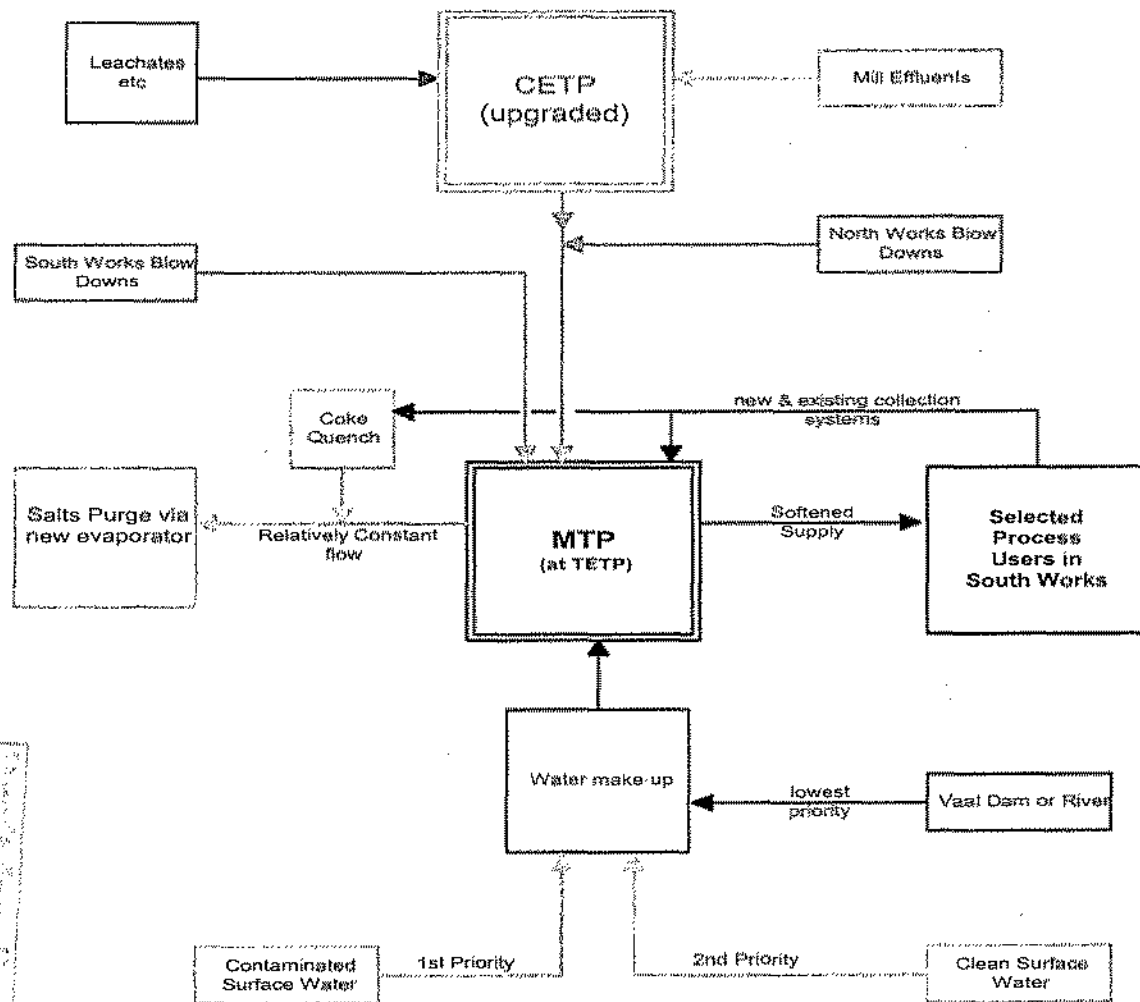 Leachates
etc
CETP
(upgraded)
Mill Effluents
South Works Blow
Downs
North Works Blow
Downs
new & existing collection
systems
Coke
Quench
Salts Purge via
new evaporator
Relatively Constant
flow
MTP
(at TETP)
Softened
Supply
Selected
Process
Users in
South Works
Water make-up
lowest
priority
Vaal Dam or River
Contaminated
Surface Water
1st Priority
2nd Priority
Clean Surface
Water